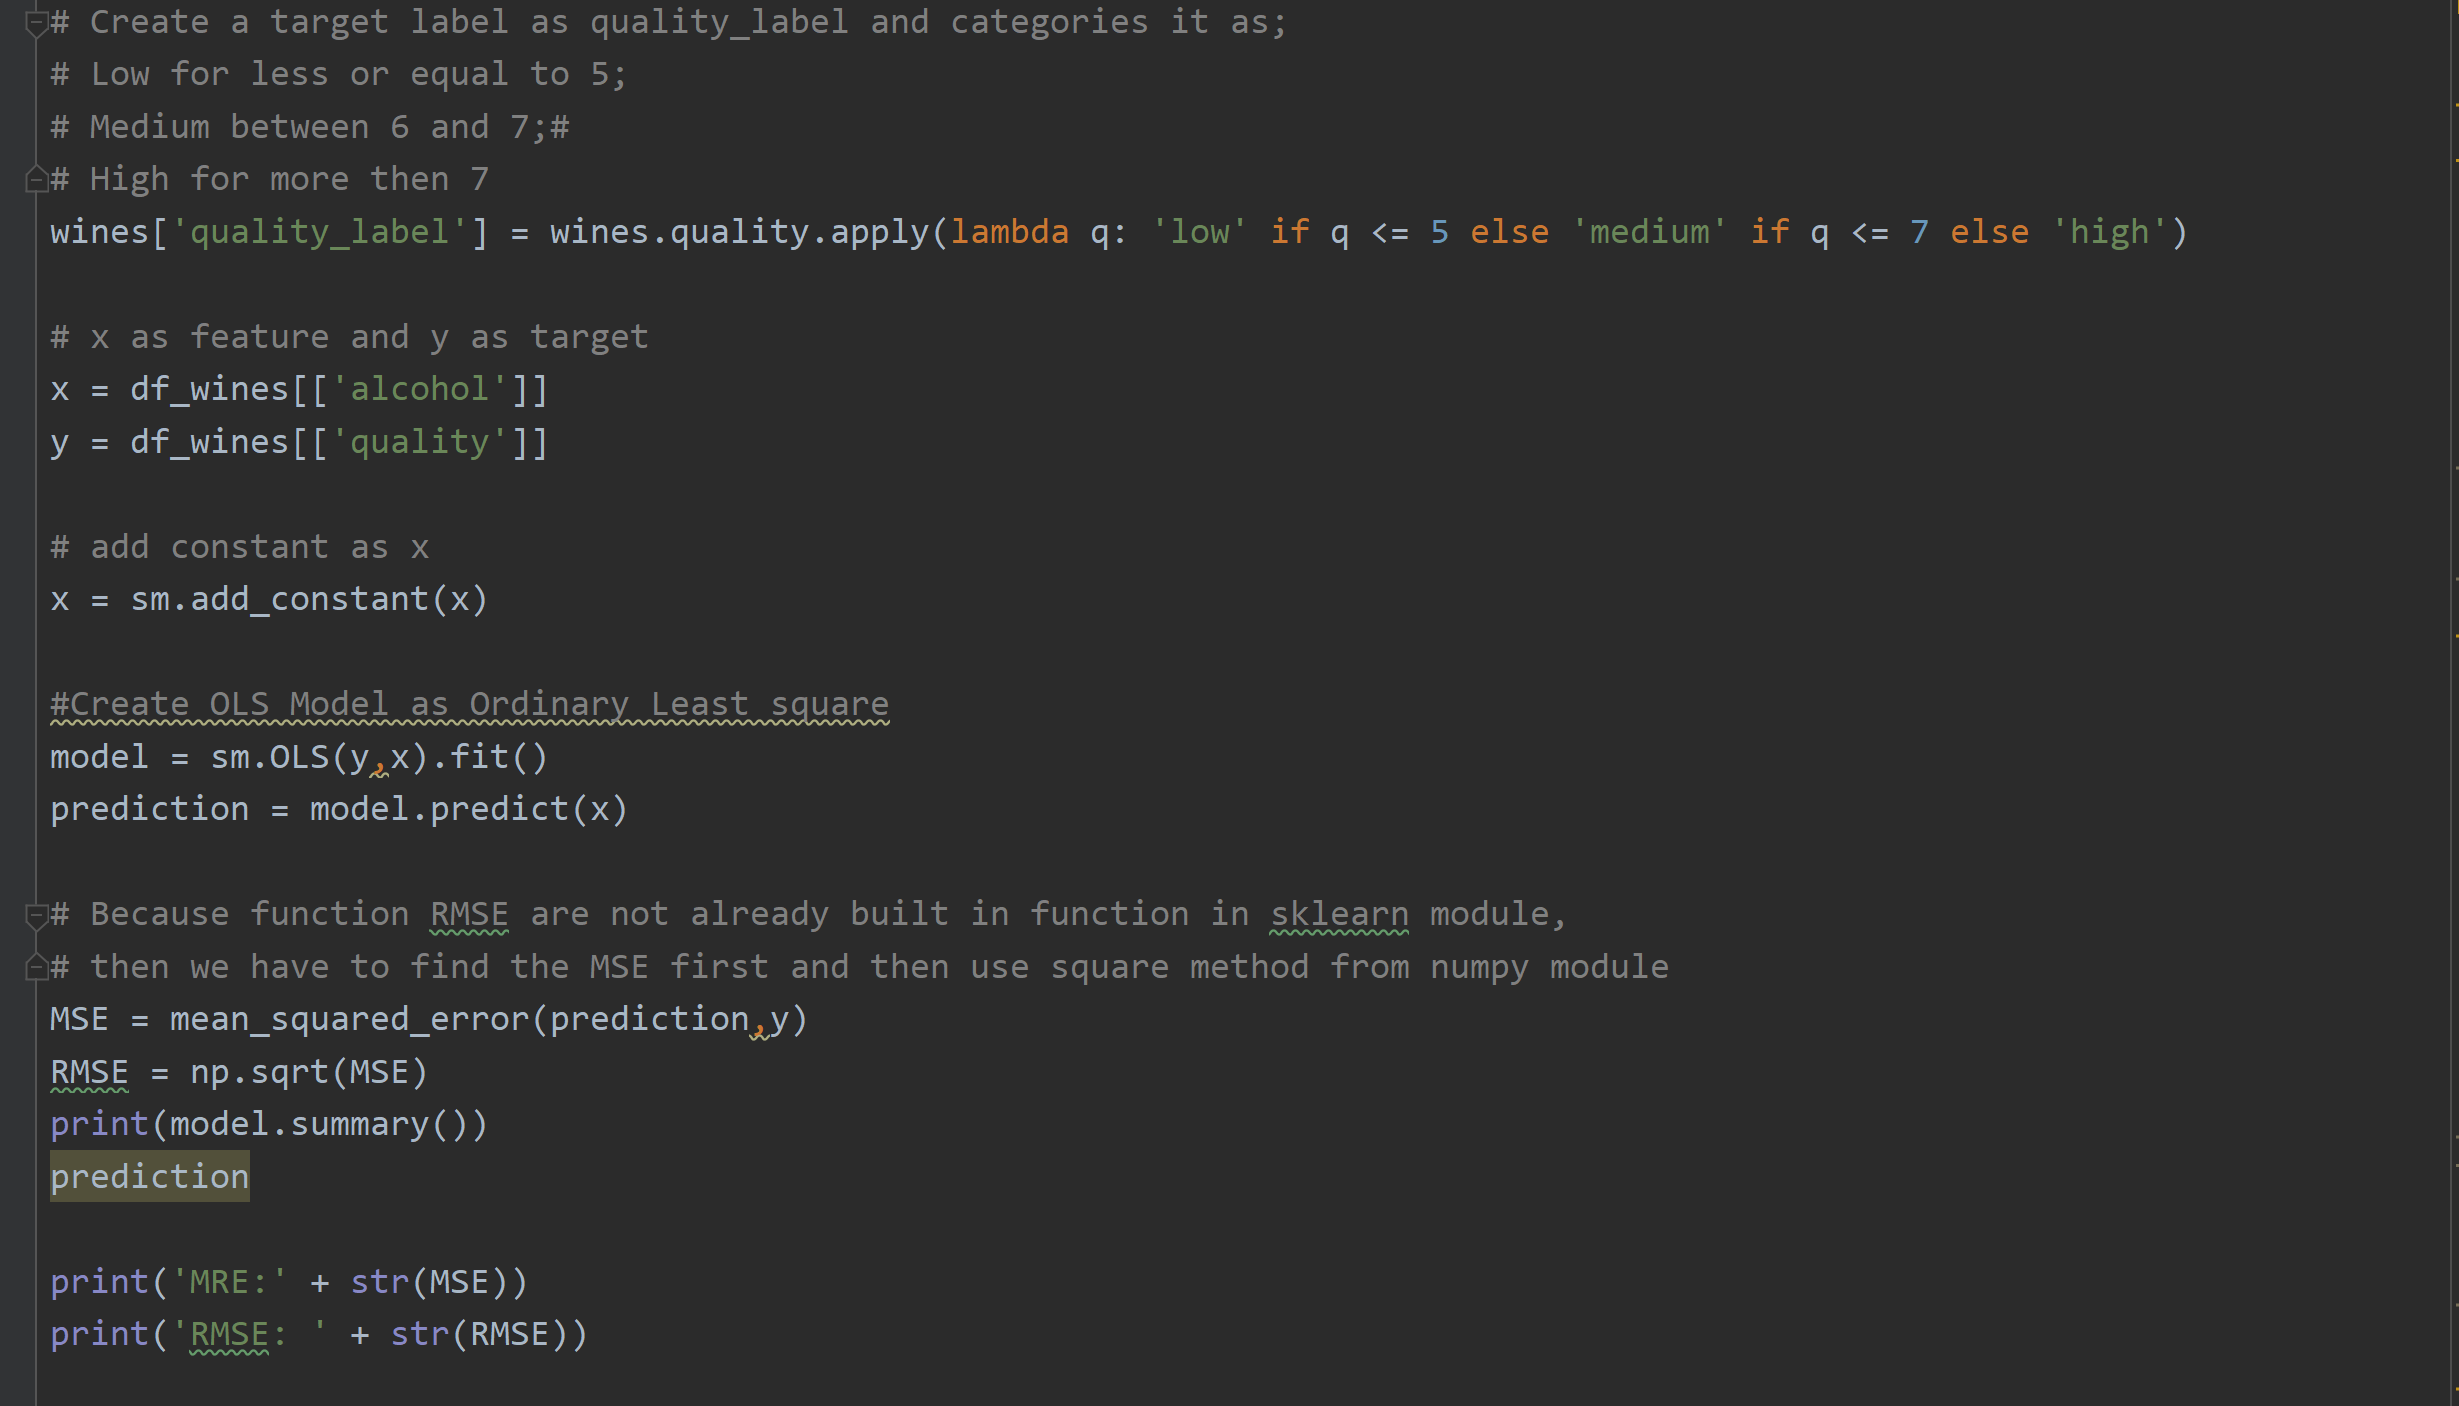 # Create a target label as quality_label and categories it as;
# Low for less or equal to 5;
# Medium between 6 and 7;#
# High for more then 7
wines['quality_label'] = wines.quality.apply(lambda q: 'low' if q <= 5 else 'medium' if q <= 7 else 'high')
# x as feature and y as target
x = df_wines[['alcohol']]
y = df_wines[['quality']]
# add constant as x
x = sm.add_constant(x)
#Create OLS Model as Ordinary Least square
model = sm.OLS(y,x).fit()
prediction = model.predict(x)
# Because function RMSE are not already built in function in sklearn module,
# then we have to find the MSE first and then use square method from numpy module
MSE = mean_squared_error(prediction,y)
RMSE = np.sqrt(MSE)
print(model.summary())
prediction
print('MRE:' + str(MSE))
print('RMSE: ' + str(RMSE))